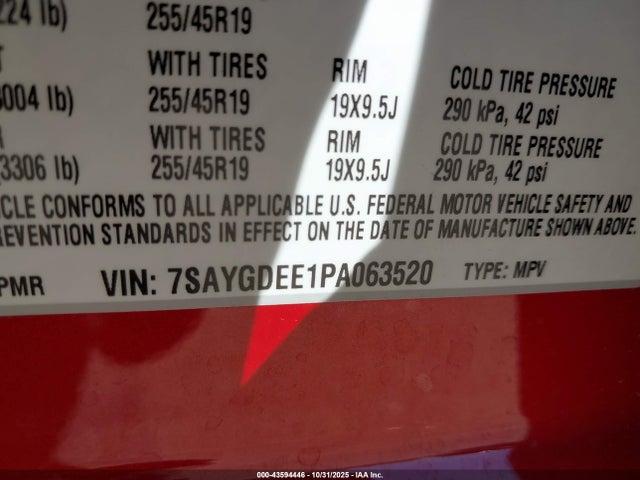 224 lb) 255/45R19
WITH TIRES RIM COLD TIRE PRESSURE
004 lb) 255/45R19 19X9.5J 290 kPa, 42 psi
WITH TIRES RIM COLD TIRE PRESSURE
(3306 lb) 255/45R19 19X9.5J 290 kPa, 42 psi
ICLE CONFORMS TO ALL APPLICABLE U.S. FEDERAL MOTOR VEHICLE SAFETY AND
REVENTION STANDARDS IN EFFECT ON THE DATE OF MANUFACTURE SHOWN ABOVE.
PMR VIN: 7SAYGDEE1PA063520 TYPE: MPV
000-43594446 - 10/31/2025 - IAA Inc.